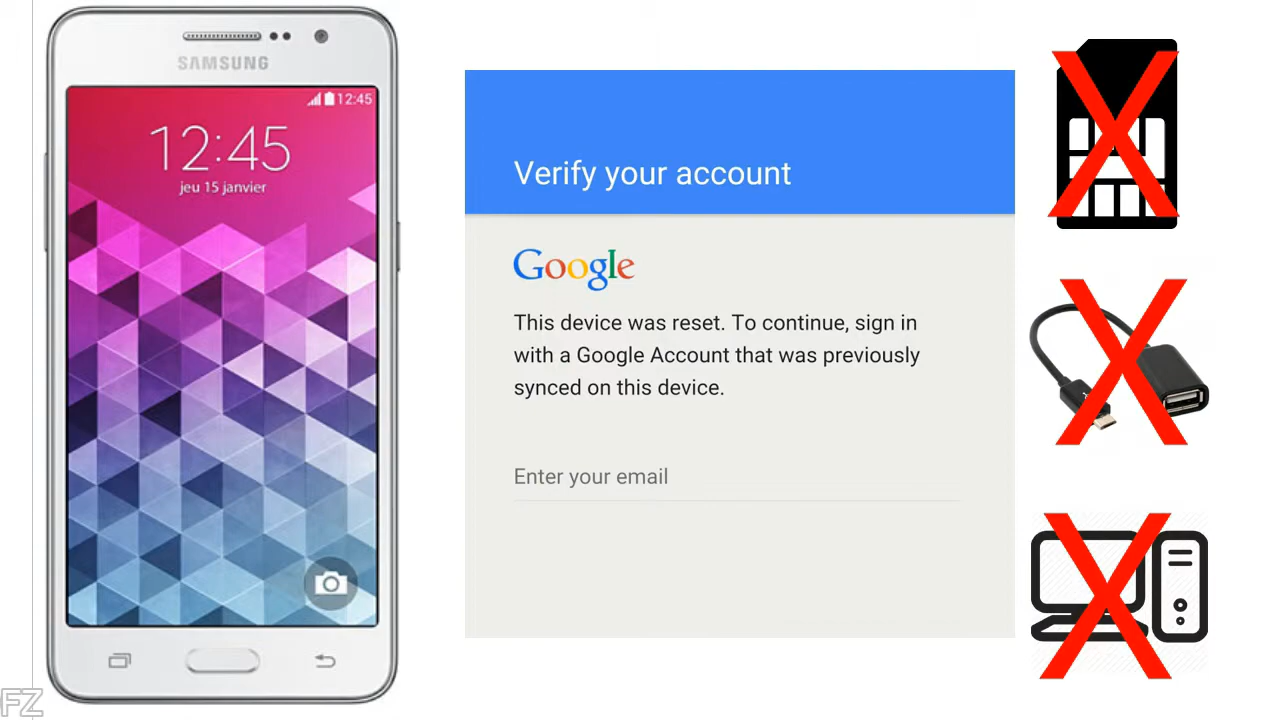 SAMSUNG
12:45
12:45
jeu 15 janvier
Verify your account
Google
This device was reset. To continue, sign in
with a Google Account that was previously
synced on this device.
Enter your email
FZ